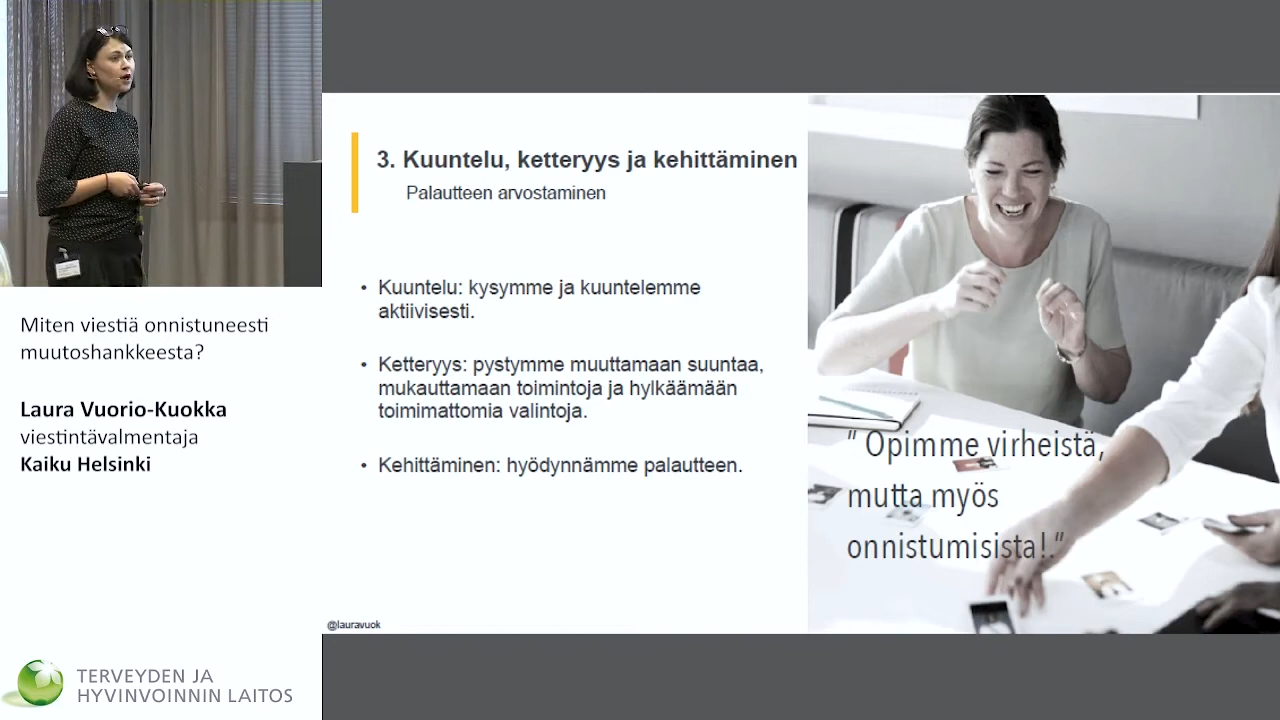 Miten viestiä onnistuneesti
muutoshankkeesta?
Laura Vuorio-Kuokka
viestintävalmentaja
Kaiku Helsinki
TERVEYDEN JA
HYVINVOINNIN LAITOS
3. Kuuntelu, ketteryys ja kehittäminen
Palautteen arvostaminen
• Kuuntelu: kysymme ja kuuntelemme
aktiivisesti.
• Ketteryys: pystymme muuttamaan suuntaa,
mukauttamaan toimintoja ja hylkäämään
toimimattomia valintoja.
• Kehittäminen: hyödynnämme palautteen.
" Opimme virheistä,
mutta myös
onnistumisista!."
@lauravuok